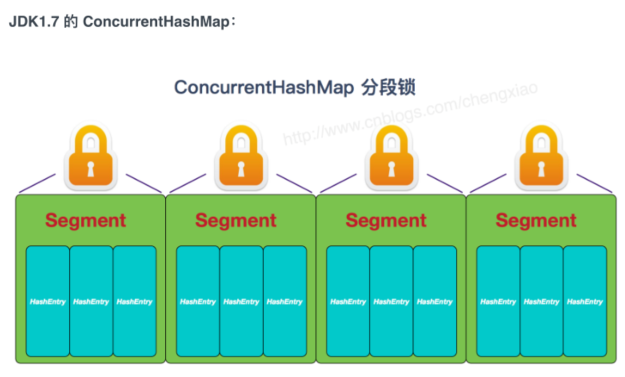 JDK1.7 的 ConcurrentHashMap：
ConcurrentHashMap 分段锁
http://www.cnblogs.com/chengxiao
Segment Segment Segment Segment
HashEntry HashEntry HashEntry HashEntry HashEntry HashEntry HashEntry HashEntry HashEntry HashEntry HashEntry HashEntry